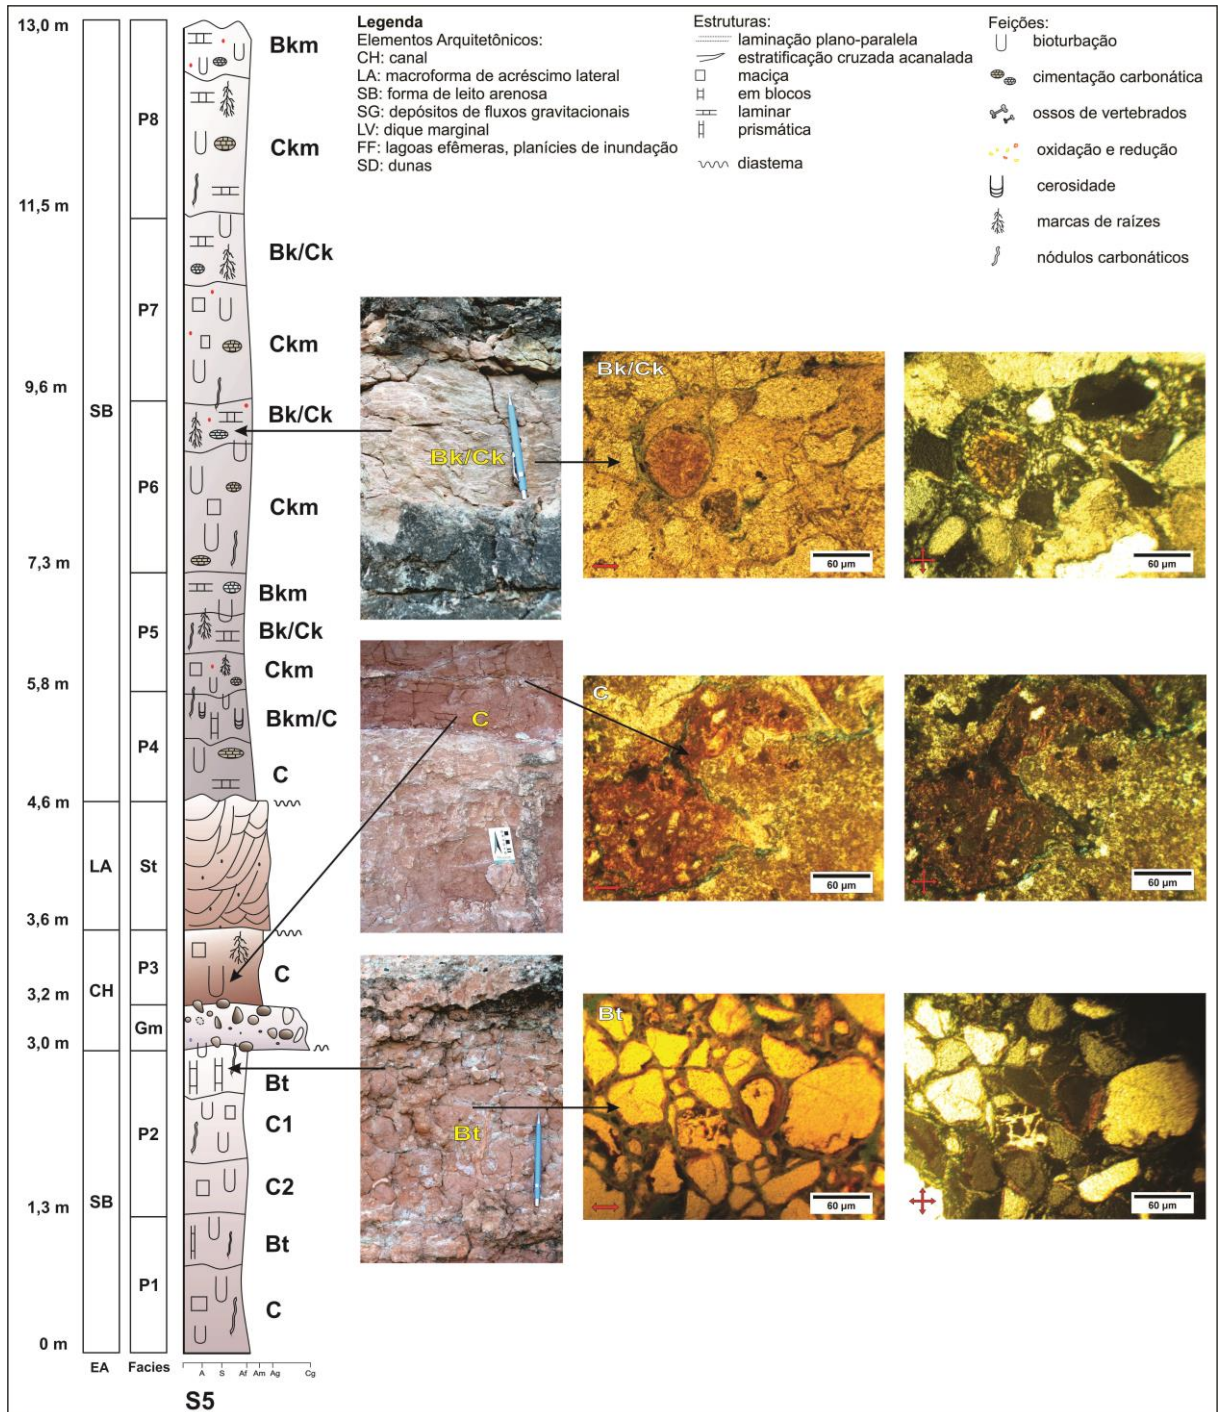 Legenda
Elementos Arquitetônicos:
CH: canal
LA: macroforma de acréscimo lateral
SB: forma de leito arenosa
SG: depósitos de fluxos gravitacionais
LV: dique marginal
FF: lagoas efêmeras, planícies de inundação
SD: dunas
Estruturas:
laminação plano-paralela
estratificação cruzada acanalada
maciça
em blocos
laminar
prismática
diastema
Feições:
bioturbação
cimentação carbonática
ossos de vertebrados
oxidação e redução
cerosidade
marcas de raízes
nódulos carbonáticos
13,0 m
11,5 m
9,6 m
7,3 m
5,8 m
4,6 m
3,6 m
3,2 m
3,0 m
1,3 m
0 m
SB
LA
CH
SB
EA
P8
P7
P6
P5
P4
St
P3
Gm
P2
P1
Facies
Bkm
Ckm
Bk/Ck
Ckm
Bk/Ck
Ckm
Bkm
Bk/Ck
Ckm
Bkm/C
C
C
Bt
C1
C2
Bt
C
A S Af Am Ag Cg
S5
Bk/Ck
Bk/Ck
60 µm
60 µm
C
C
60 µm
60 µm
Bt
Bt
60 µm
60 µm